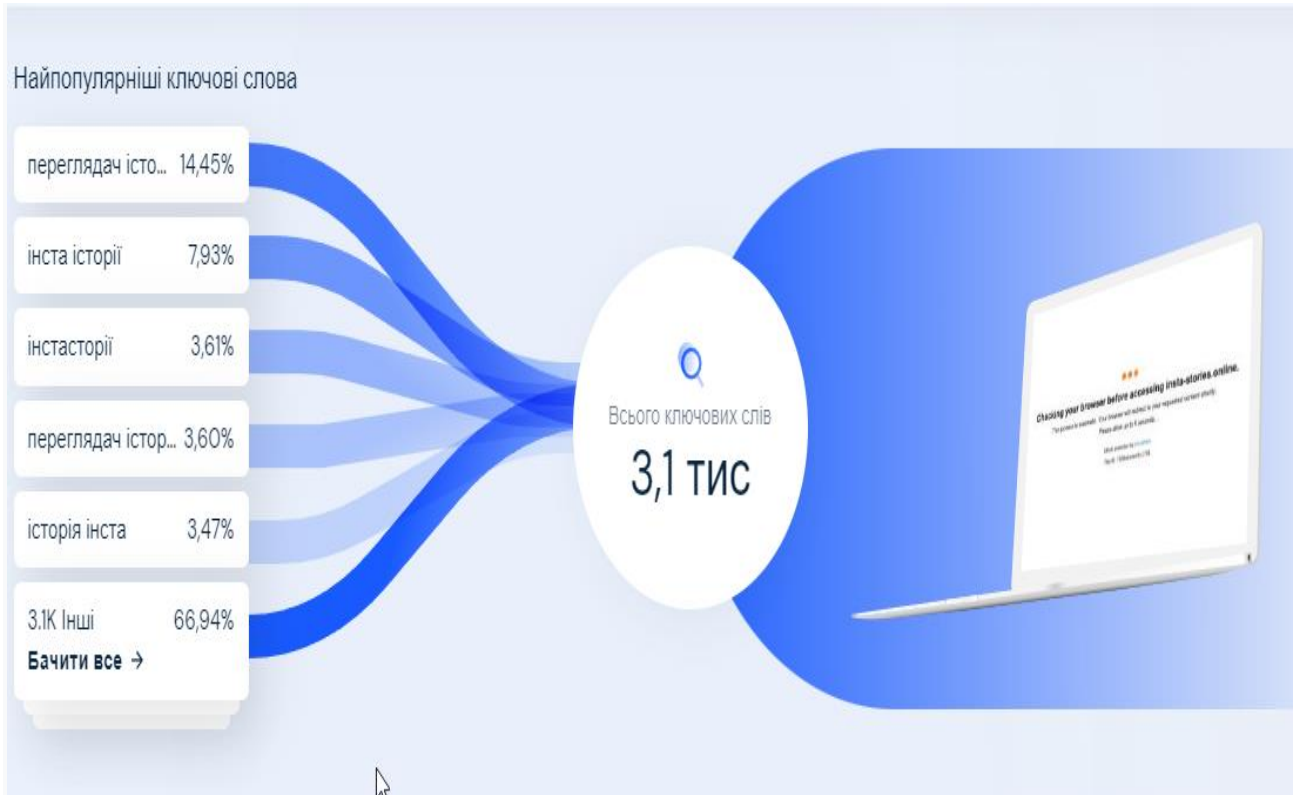 Найпопулярніші ключові слова
переглядач істо... 14,45%
інста історії 7,93%
інстасторії 3,61%
переглядач істор... 3,60%
історія інста 3,47%
3.1K Інші 66,94%
Бачити все →
Всього ключових слів
3,1 тис
Checking your browser before accessing insta-stories.online.